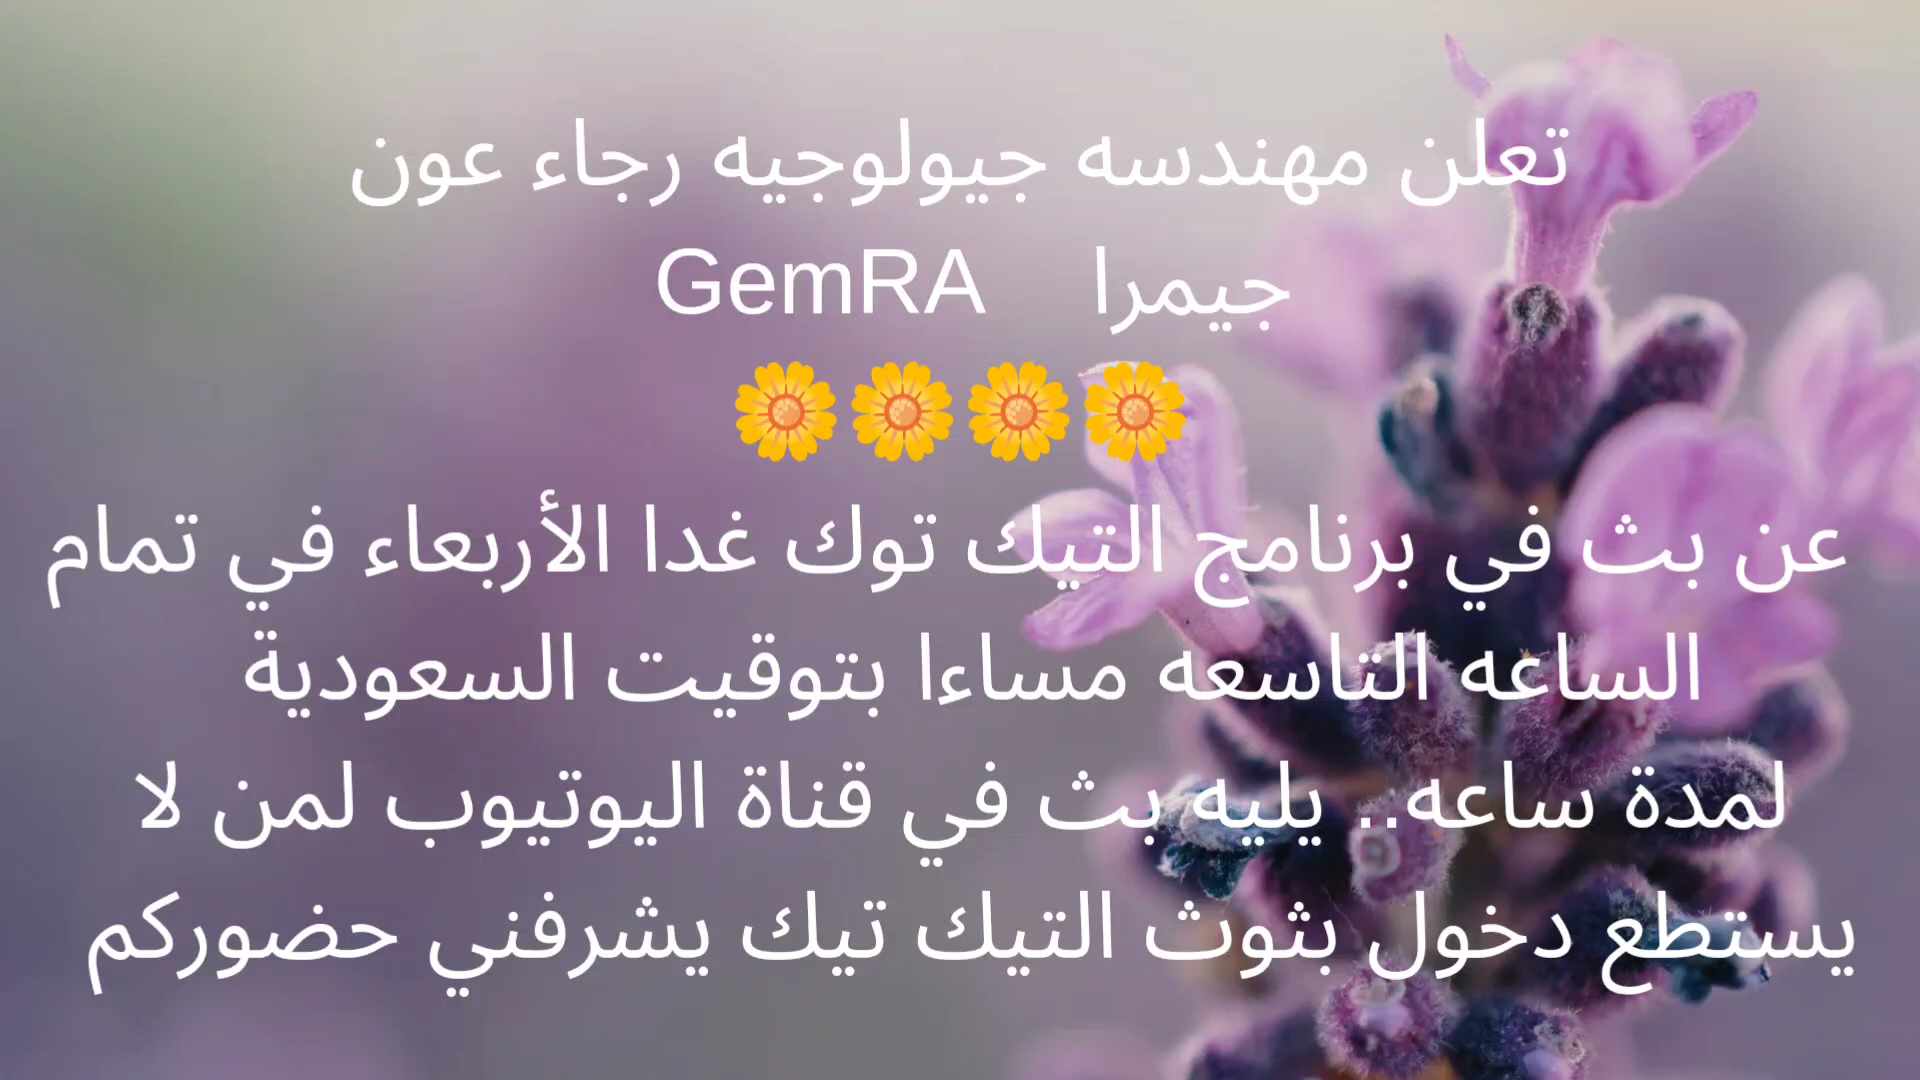 تعلن مهندسه جيولوجيه رجاء عون
جيمرا GemRA
🌼🌼🌼🌼
عن بث في برنامج التيك توك غدا الأربعاء في تمام
الساعه التاسعه مساءا بتوقيت السعودية
لمدة ساعه.. يليه بث في قناة اليوتيوب لمن لا
يستطع دخول بثوث التيك تيك يشرفني حضوركم